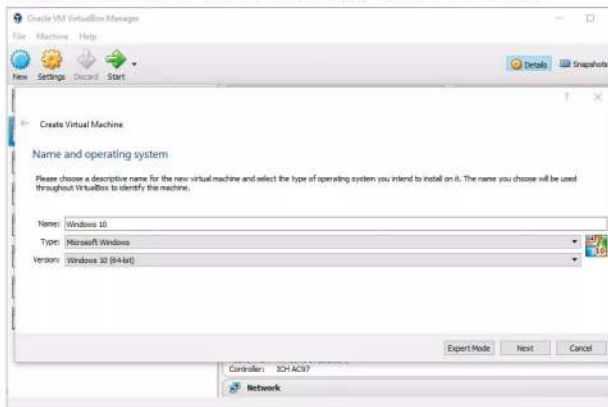 Oracle VM VirtualBox Manager
File Machine Help
New Settings Discard Start
Details Snapshots
Create Virtual Machine
Name and operating system
Please choose a descriptive name for the new virtual machine and select the type of operating system you intend to install on it. The name you choose will be used
throughout VirtualBox to identify this machine.
Name: Windows 10
Type: Microsoft Windows
Version: Windows 10 (64-bit)
Expert Mode Next Cancel
Controller: ICH AC97
Network